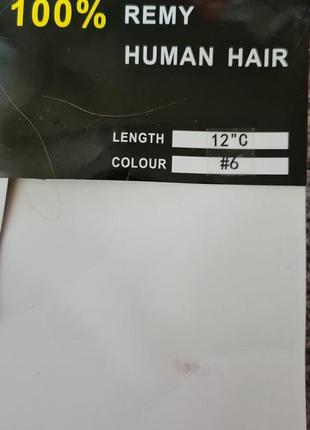 100% REMY
HUMAN HAIR
LENGTH 12"C
COLOUR #6